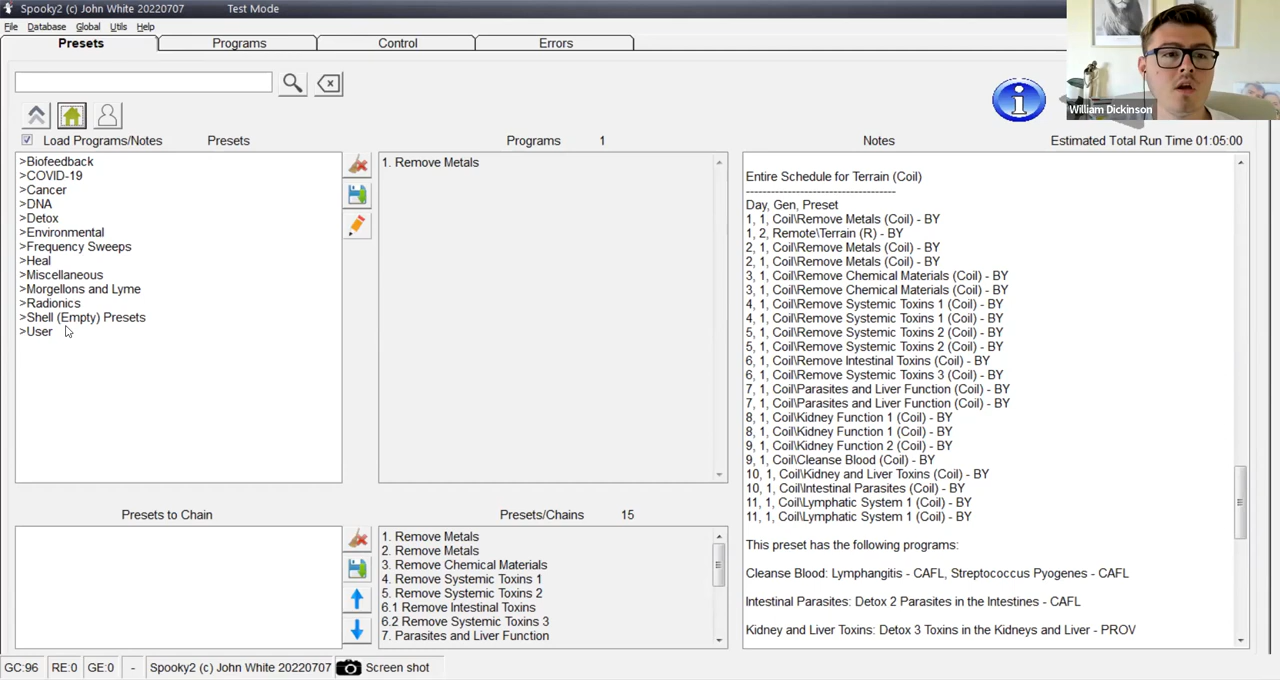 Spooky2 (c) John White 20220707 Test Mode
File Database Global Utils Help
Presets Programs Control Errors
William Dickinson
Load Programs/Notes Presets Programs 1 Notes Estimated Total Run Time 01:05:00
>Biofeedback
>COVID-19
>Cancer
>DNA
>Detox
>Environmental
>Frequency Sweeps
>Heal
>Miscellaneous
>Morgellons and Lyme
>Radionics
>Shell (Empty) Presets
>User
1. Remove Metals
Entire Schedule for Terrain (Coil)
--------------------------------------
Day, Gen, Preset
1, 1, Coil\Remove Metals (Coil) - BY
1, 2, Remote\Terrain (R) - BY
2, 1, Coil\Remove Metals (Coil) - BY
2, 1, Coil\Remove Metals (Coil) - BY
3, 1, Coil\Remove Chemical Materials (Coil) - BY
3, 1, Coil\Remove Chemical Materials (Coil) - BY
4, 1, Coil\Remove Systemic Toxins 1 (Coil) - BY
4, 1, Coil\Remove Systemic Toxins 1 (Coil) - BY
5, 1, Coil\Remove Systemic Toxins 2 (Coil) - BY
5, 1, Coil\Remove Systemic Toxins 2 (Coil) - BY
6, 1, Coil\Remove Intestinal Toxins (Coil) - BY
6, 1, Coil\Remove Systemic Toxins 3 (Coil) - BY
7, 1, Coil\Parasites and Liver Function (Coil) - BY
7, 1, Coil\Parasites and Liver Function (Coil) - BY
8, 1, Coil\Kidney Function 1 (Coil) - BY
8, 1, Coil\Kidney Function 1 (Coil) - BY
9, 1, Coil\Kidney Function 2 (Coil) - BY
9, 1, Coil\Cleanse Blood (Coil) - BY
10, 1, Coil\Kidney and Liver Toxins (Coil) - BY
10, 1, Coil\Intestinal Parasites (Coil) - BY
11, 1, Coil\Lymphatic System 1 (Coil) - BY
11, 1, Coil\Lymphatic System 1 (Coil) - BY
This preset has the following programs:
Cleanse Blood: Lymphangitis - CAFL, Streptococcus Pyogenes - CAFL
Intestinal Parasites: Detox 2 Parasites in the Intestines - CAFL
Kidney and Liver Toxins: Detox 3 Toxins in the Kidneys and Liver - PROV
Presets to Chain Presets/Chains 15
1. Remove Metals
2. Remove Metals
3. Remove Chemical Materials
4. Remove Systemic Toxins 1
5. Remove Systemic Toxins 2
6.1 Remove Intestinal Toxins
6.2 Remove Systemic Toxins 3
7. Parasites and Liver Function
GC:96 RE:0 GE:0 - Spooky2 (c) John White 20220707 Screen shot